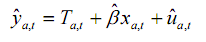 ŷ_{a,t} = T_{a,t} + β̂x_{a,t} + û_{a,t}